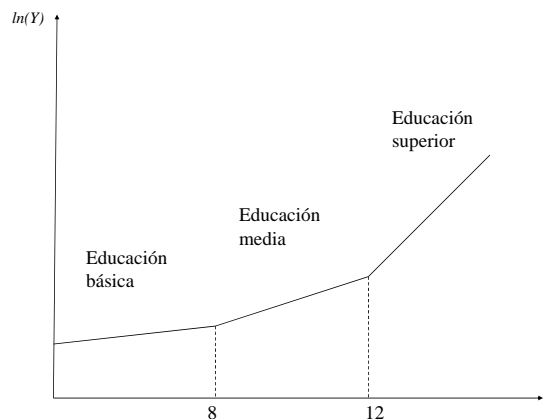 ln(Y)
Educación
superior
Educación
media
Educación
básica
8
12